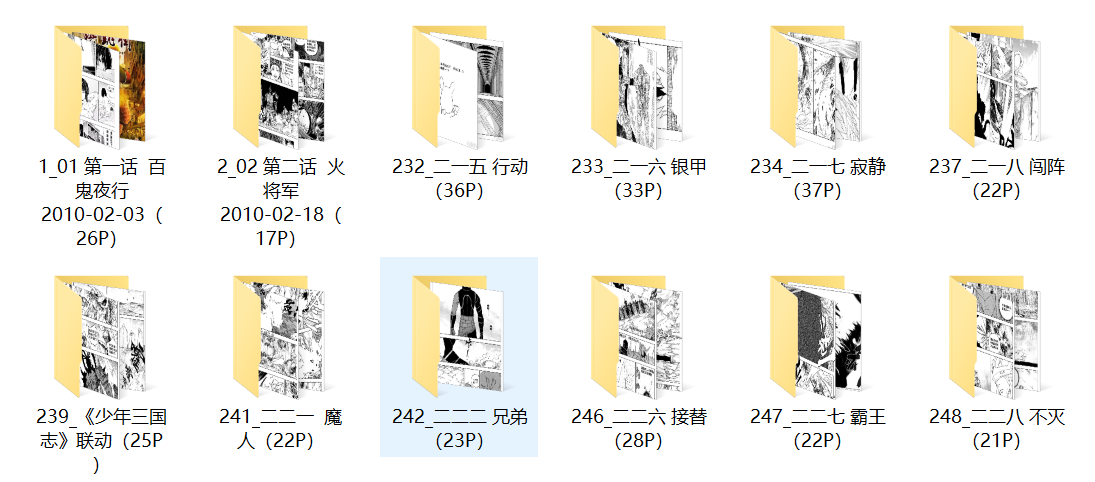 1_01 第一话  百
鬼夜行
2010-02-03（
26P）
2_02 第二话  火
将军
2010-02-18（
17P）
232_二一五 行动
（36P）
233_二一六 银甲
（33P）
234_二一七 寂静
（37P）
237_二一八 闯阵
（22P）
239_《少年三国
志》联动（25P
）
241_二二一  魔
人（22P）
242_二二二 兄弟
（23P）
246_二二六 接替
（28P）
247_二二七 霸王
（22P）
248_二二八 不灭
（21P）